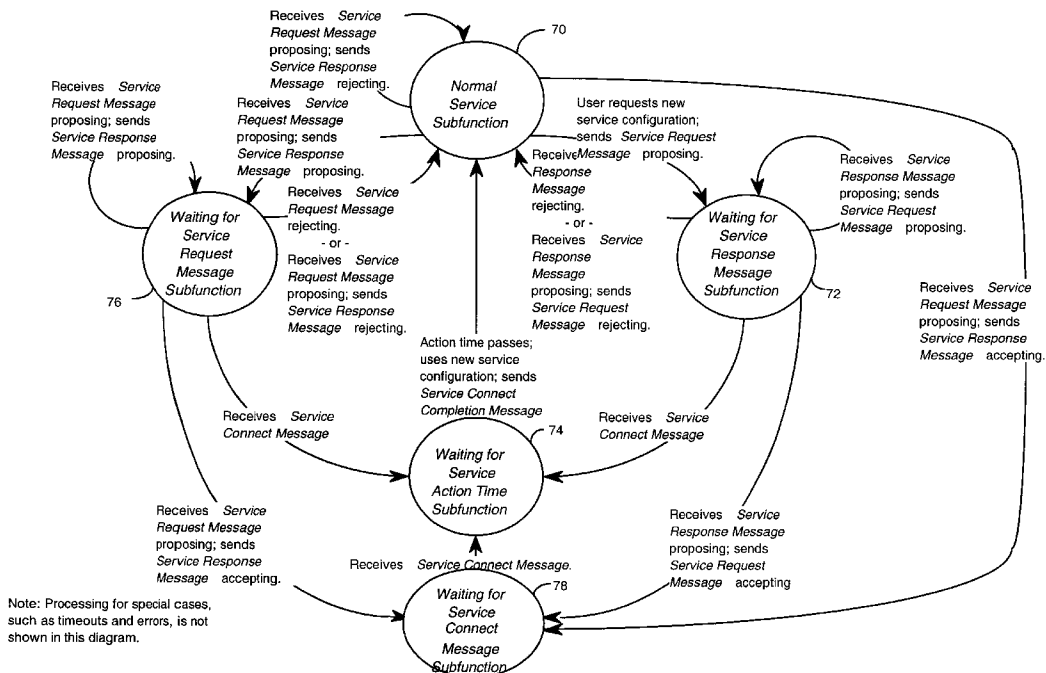 Receives Service
Request Message
proposing; sends
Service Response
Message rejecting.
70
Normal
Service
Subfunction
Receives Service
Request Message
proposing; sends
Service Response
Message proposing.
Receives Service
Request Message
proposing; sends
Service Response
Message proposing.
User requests new
service configuration;
sends Service Request
Message proposing.
Receives Service
Request Message
rejecting.
- or -
Receives Service
Request Message
proposing; sends
Service Response
Message rejecting.
Receive
Response
Message
rejecting.
- or -
Receives Service
Response
Message
proposing; sends
Service Request
Message rejecting.
Receives Service
Response Message
proposing; sends
Service Request
Message proposing.
Waiting for
Service
Request
Message
Subfunction
76
Waiting for
Service
Response
Message
Subfunction
72
Receives Service
Request Message
proposing; sends
Service Response
Message accepting.
Action time passes;
uses new service
configuration; sends
Service Connect
Completion Message
Receives Service
Connect Message
74
Receives Service
Connect Message
Waiting for
Service
Action Time
Subfunction
Receives Service
Request Message
proposing; sends
Service Response
Message accepting.
Receives Service
Response Message
proposing; sends
Service Request
Message accepting
Receives Service Connect Message.
78
Waiting for
Service
Connect
Message
Subfunction
Note: Processing for special cases,
such as timeouts and errors, is not
shown in this diagram.